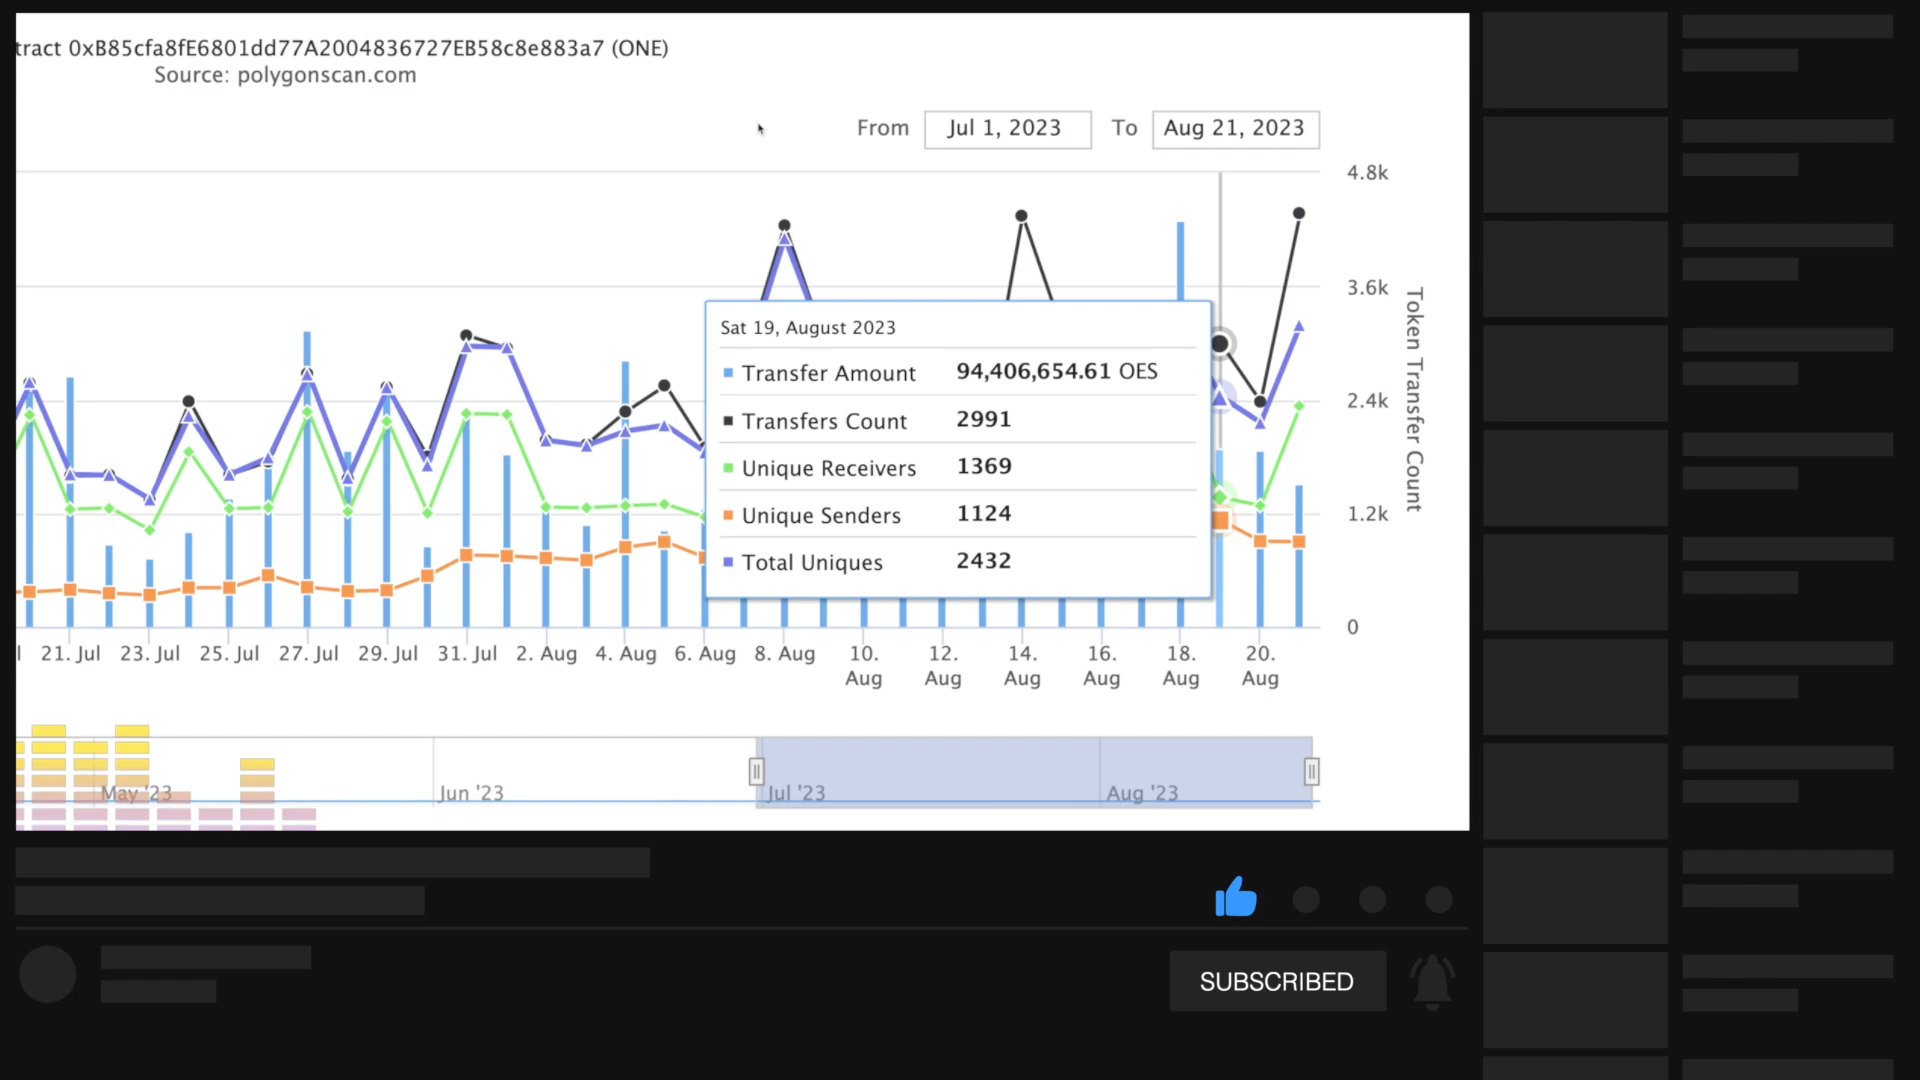 tract 0xB85cfa8fE6801dd77A2004836727EB58c8e883a7 (ONE)
Source: polygonscan.com
From Jul 1, 2023 To Aug 21, 2023
4.8k
3.6k
2.4k
1.2k
0
Token Transfer Count
Sat 19, August 2023
Transfer Amount 94,406,654.61 OES
Transfers Count 2991
Unique Receivers 1369
Unique Senders 1124
Total Uniques 2432
21. Jul 23. Jul 25. Jul 27. Jul 29. Jul 31. Jul 2. Aug 4. Aug 6. Aug 8. Aug 10. Aug 12. Aug 14. Aug 16. Aug 18. Aug 20. Aug
May '23 Jun '23 Jul '23 Aug '23
SUBSCRIBED